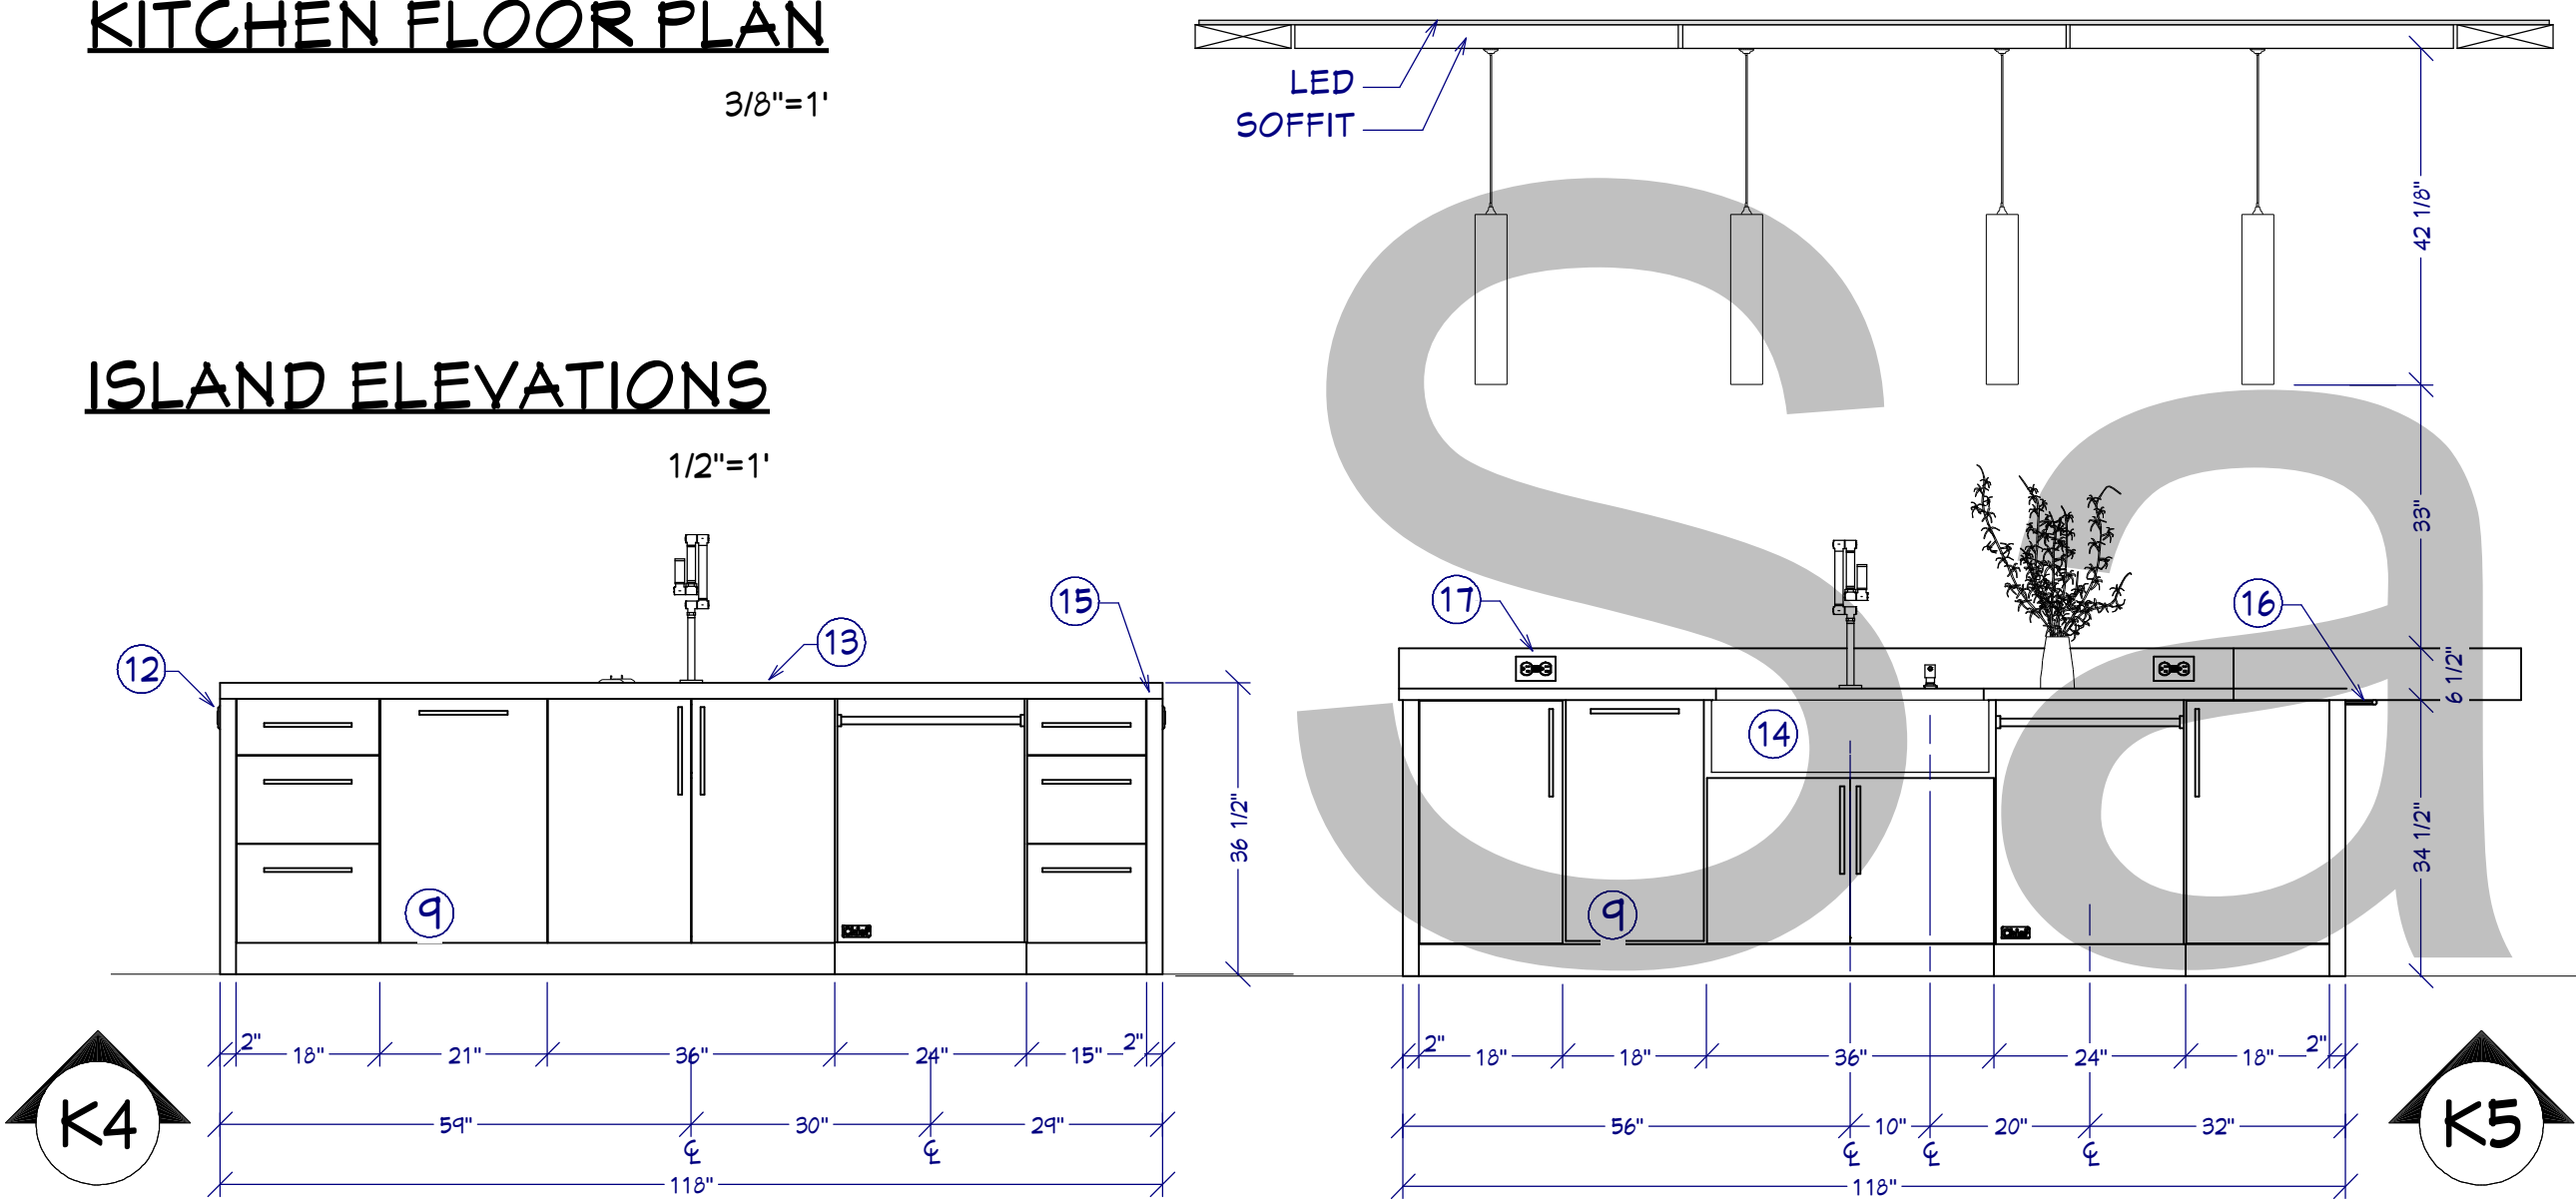 KITCHEN FLOOR PLAN
3/8"=1'
LED
SOFFIT
42 1/8"
ISLAND ELEVATIONS
1/2"=1'
33"
12
13
15
17
16
6 1/2"
14
9
9
36 1/2"
34 1/2"
2" 18" 21" 36" 24" 15" 2"
2" 18" 18" 36" 24" 18" 2"
K4
K5
59" 30" 29"
56" 10" 20" 32"
℄ ℄
℄ ℄ ℄
118"
118"
Sa